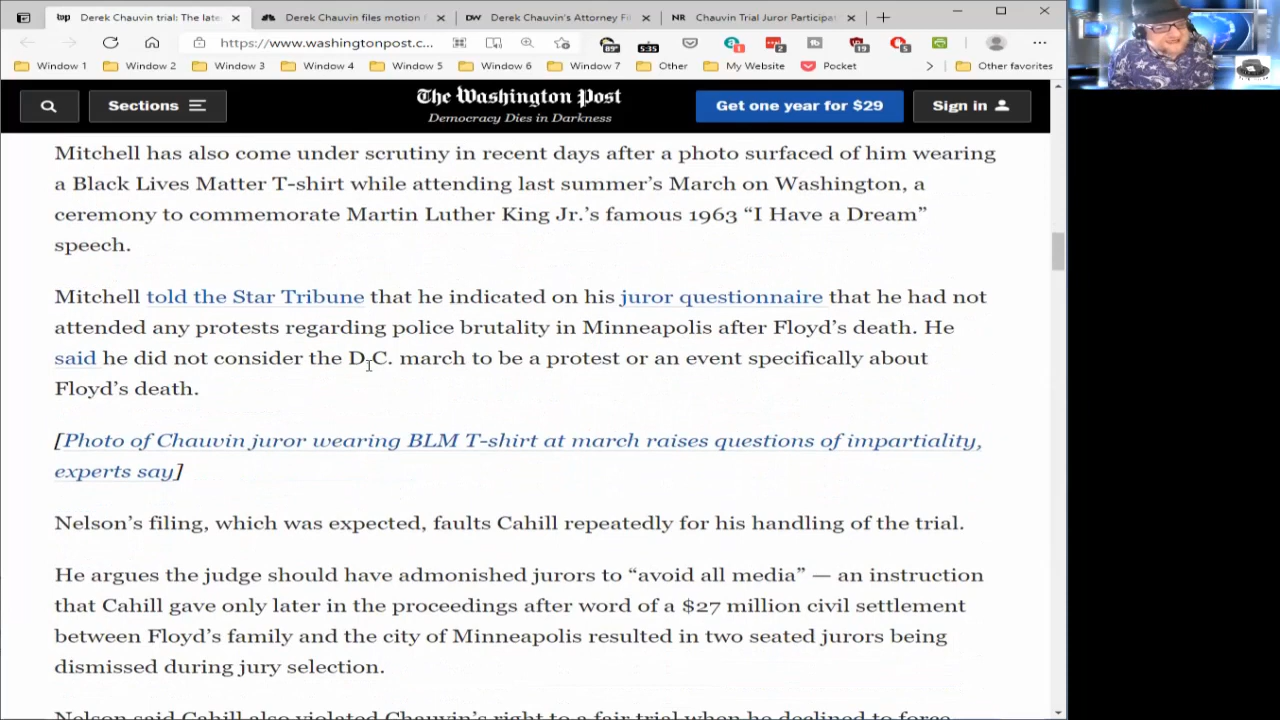 Derek Chauvin trial: The late
Derek Chauvin files motion f
Derek Chauvin's Attorney Fi
Chauvin Trial Juror Participat
https://www.washingtonpost.c...
89°
5:35
1
2
19
5
Window 1
Window 2
Window 3
Window 4
Window 5
Window 6
Window 7
Other
My Website
Pocket
Other favorites
Sections
The Washington Post
Democracy Dies in Darkness
Get one year for $29
Sign in
Mitchell has also come under scrutiny in recent days after a photo surfaced of him wearing
a Black Lives Matter T-shirt while attending last summer’s March on Washington, a
ceremony to commemorate Martin Luther King Jr.’s famous 1963 “I Have a Dream”
speech.
Mitchell told the Star Tribune that he indicated on his juror questionnaire that he had not
attended any protests regarding police brutality in Minneapolis after Floyd’s death. He
said he did not consider the D.C. march to be a protest or an event specifically about
Floyd’s death.
[Photo of Chauvin juror wearing BLM T-shirt at march raises questions of impartiality,
experts say]
Nelson’s filing, which was expected, faults Cahill repeatedly for his handling of the trial.
He argues the judge should have admonished jurors to “avoid all media” — an instruction
that Cahill gave only later in the proceedings after word of a $27 million civil settlement
between Floyd’s family and the city of Minneapolis resulted in two seated jurors being
dismissed during jury selection.
Nelson said Cahill also violated Chauvin’s right to a fair trial when he declined to force